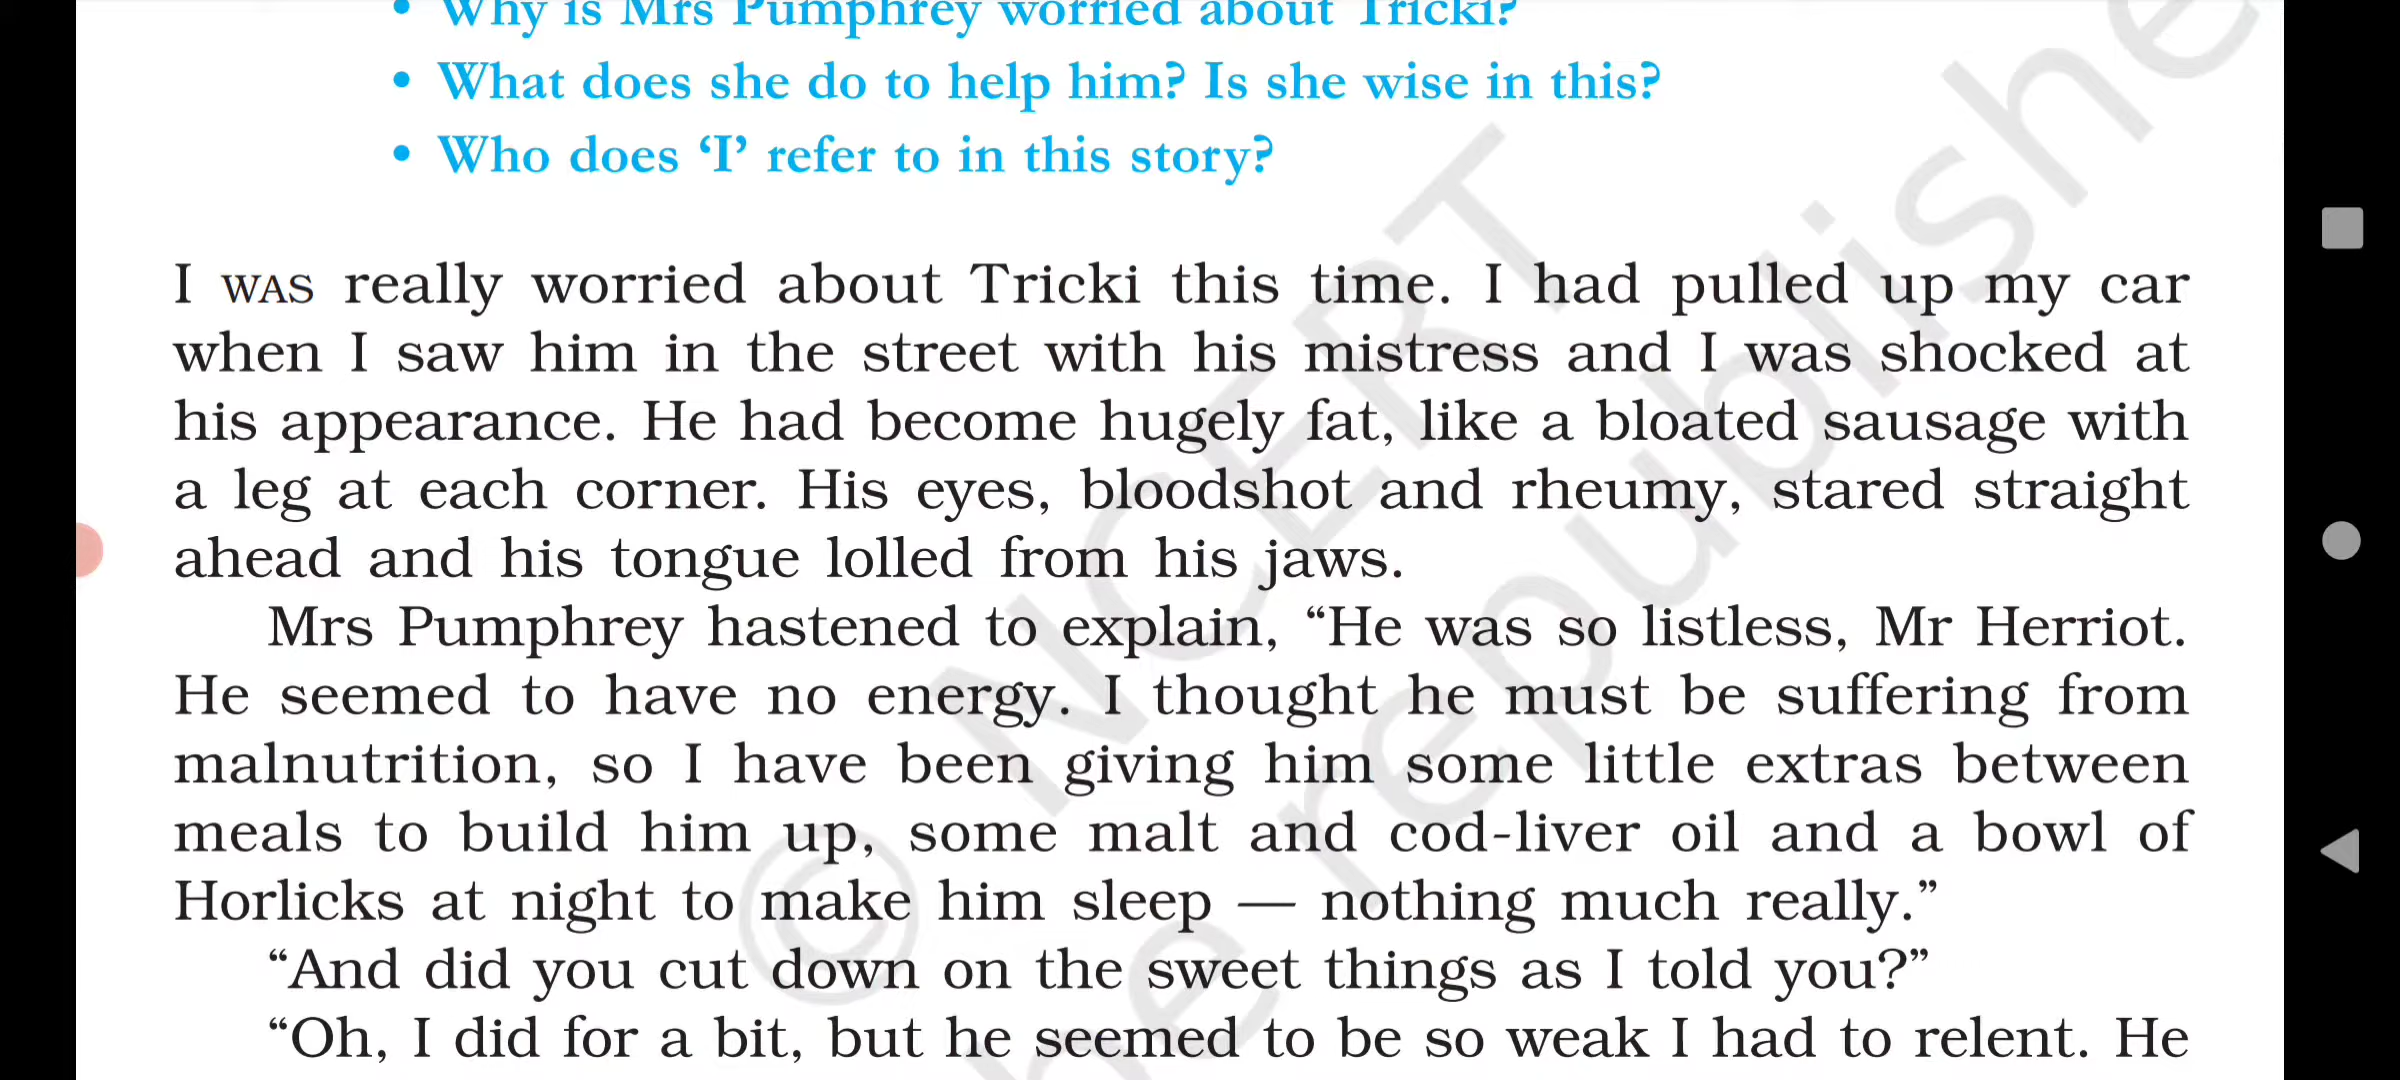 • Why is Mrs Pumphrey worried about Tricki?
• What does she do to help him? Is she wise in this?
• Who does ‘I’ refer to in this story?
I WAS really worried about Tricki this time. I had pulled up my car
when I saw him in the street with his mistress and I was shocked at
his appearance. He had become hugely fat, like a bloated sausage with
a leg at each corner. His eyes, bloodshot and rheumy, stared straight
ahead and his tongue lolled from his jaws.
Mrs Pumphrey hastened to explain, “He was so listless, Mr Herriot.
He seemed to have no energy. I thought he must be suffering from
malnutrition, so I have been giving him some little extras between
meals to build him up, some malt and cod-liver oil and a bowl of
Horlicks at night to make him sleep — nothing much really.”
“And did you cut down on the sweet things as I told you?”
“Oh, I did for a bit, but he seemed to be so weak I had to relent. He
© NCERT
republishe